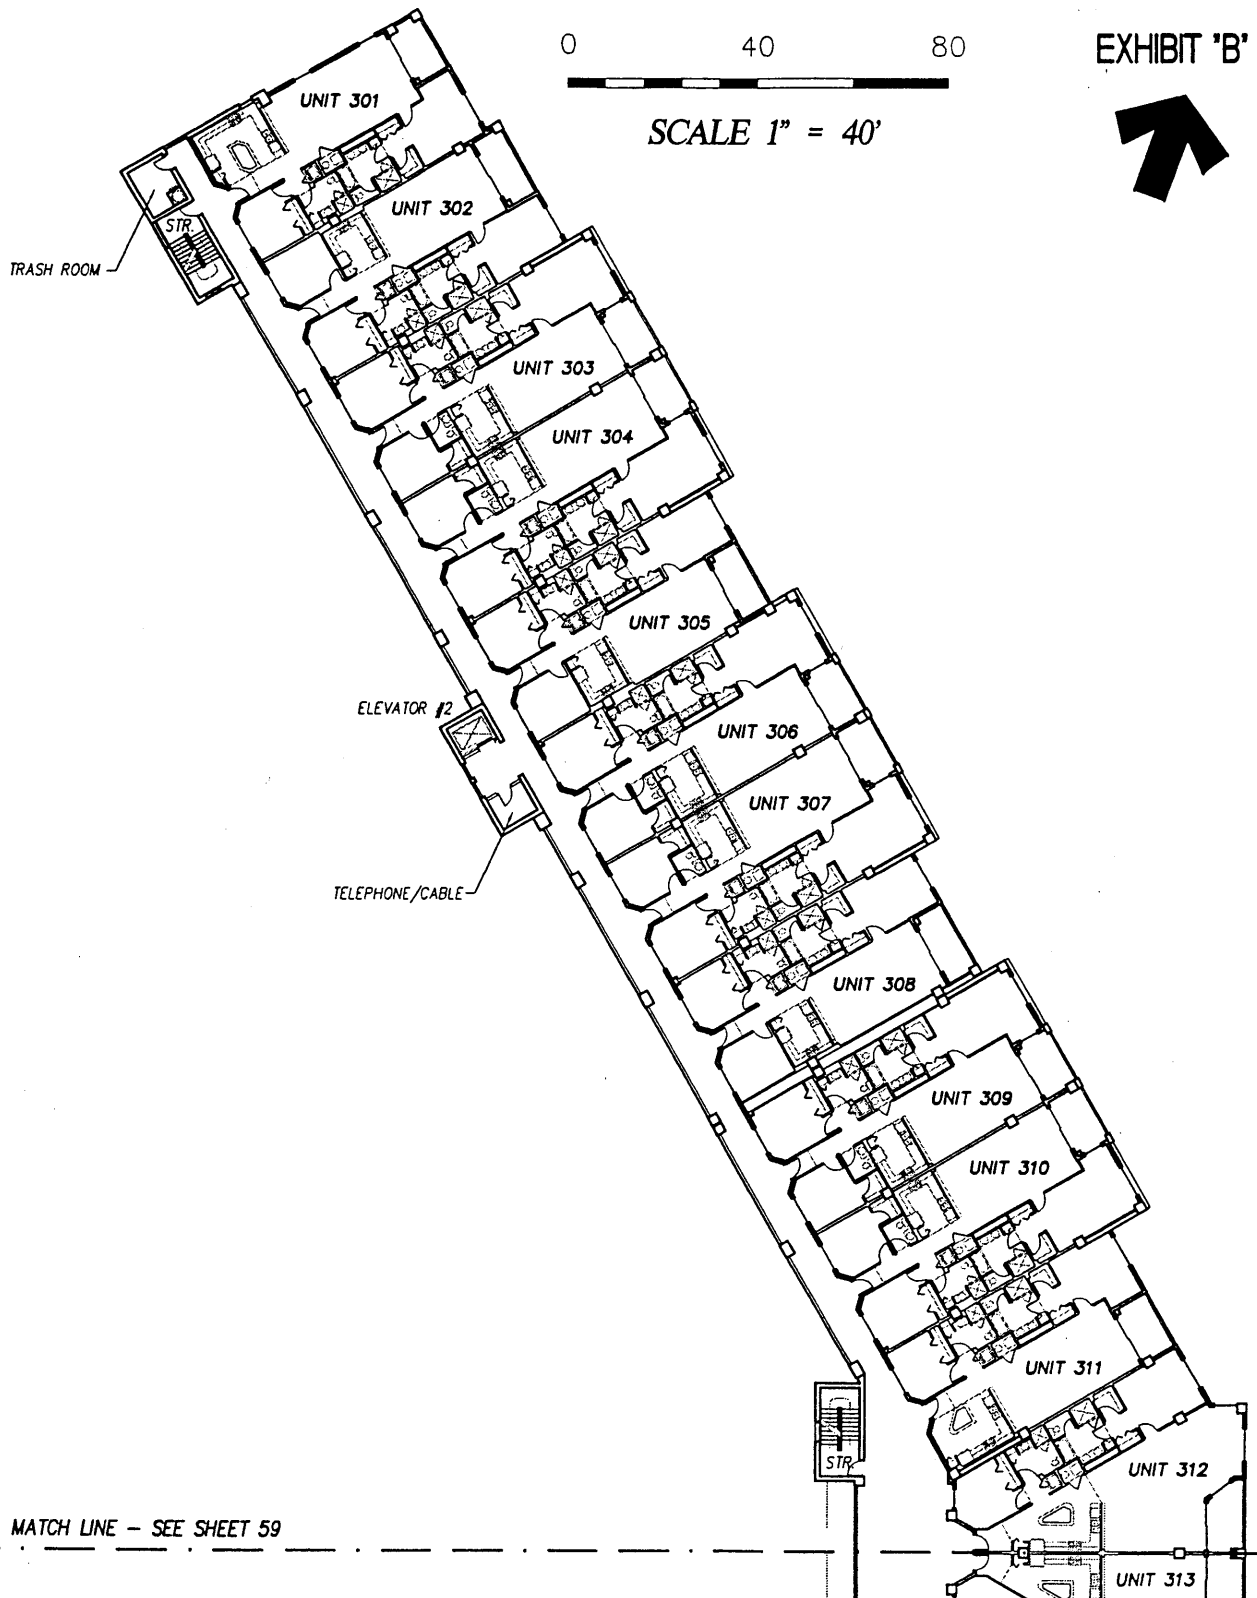 0 40 80
EXHIBIT "B"
SCALE 1" = 40'
UNIT 301
UNIT 302
STR.
TRASH ROOM
UNIT 303
UNIT 304
UNIT 305
ELEVATOR #2
UNIT 306
UNIT 307
TELEPHONE/CABLE
UNIT 308
UNIT 309
UNIT 310
UNIT 311
STR.
UNIT 312
MATCH LINE - SEE SHEET 59
UNIT 313